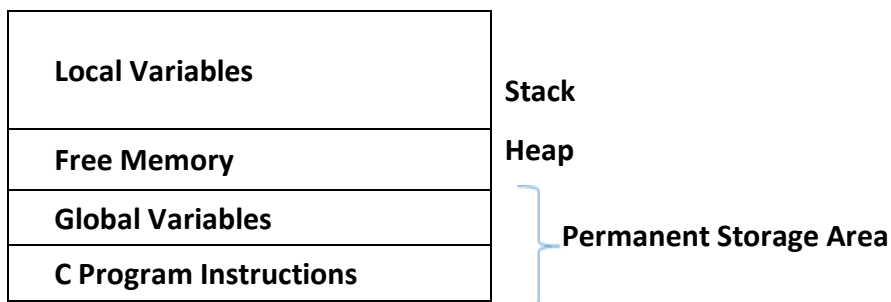 Local Variables
Stack
Free Memory
Heap
Global Variables
Permanent Storage Area
C Program Instructions